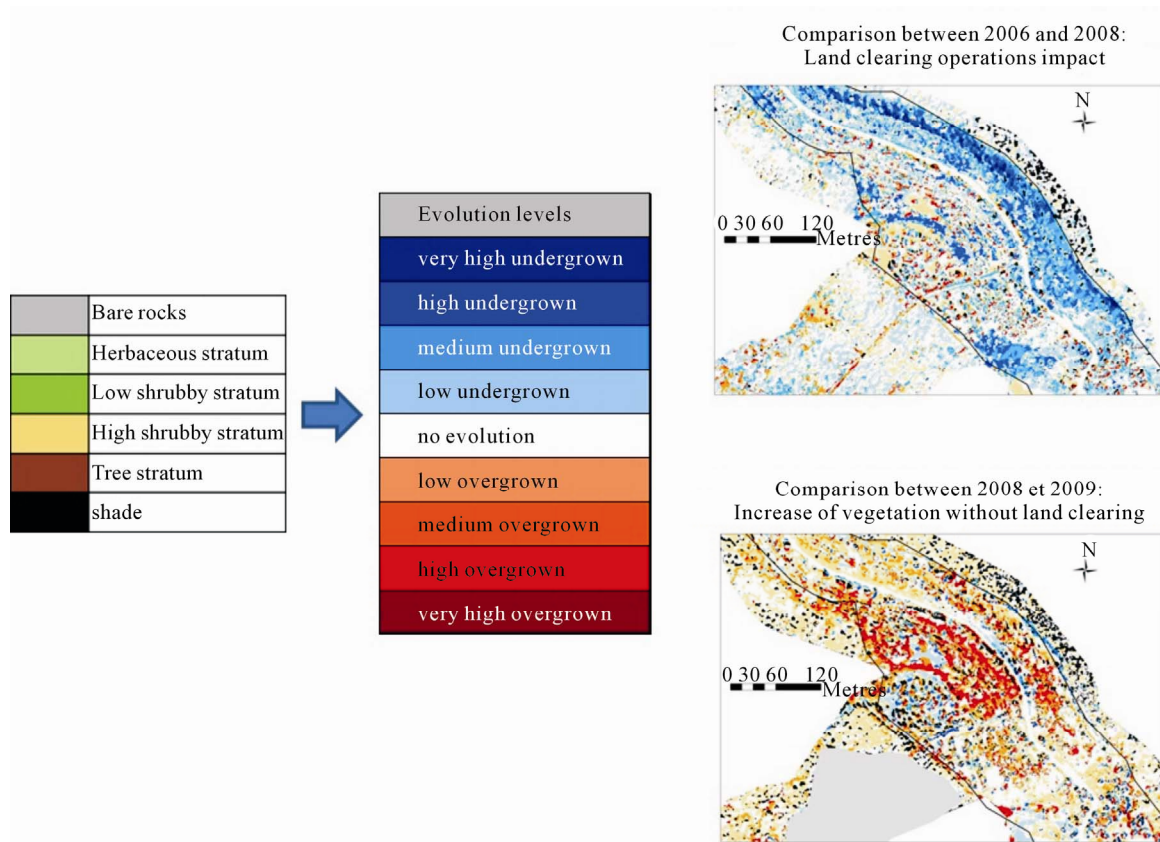 Bare rocks
Herbaceous stratum
Low shrubby stratum
High shrubby stratum
Tree stratum
shade
Evolution levels
very high undergrown
high undergrown
medium undergrown
low undergrown
no evolution
low overgrown
medium overgrown
high overgrown
very high overgrown
Comparison between 2006 and 2008:
Land clearing operations impact
N
0 30 60 120
Metres
Comparison between 2008 et 2009:
Increase of vegetation without land clearing
N
0 30 60 120
Metres